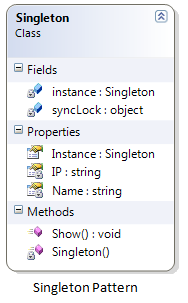 Singleton
Class
Fields
instance : Singleton
syncLock : object
Properties
Instance : Singleton
IP : string
Name : string
Methods
Show() : void
Singleton()
Singleton Pattern